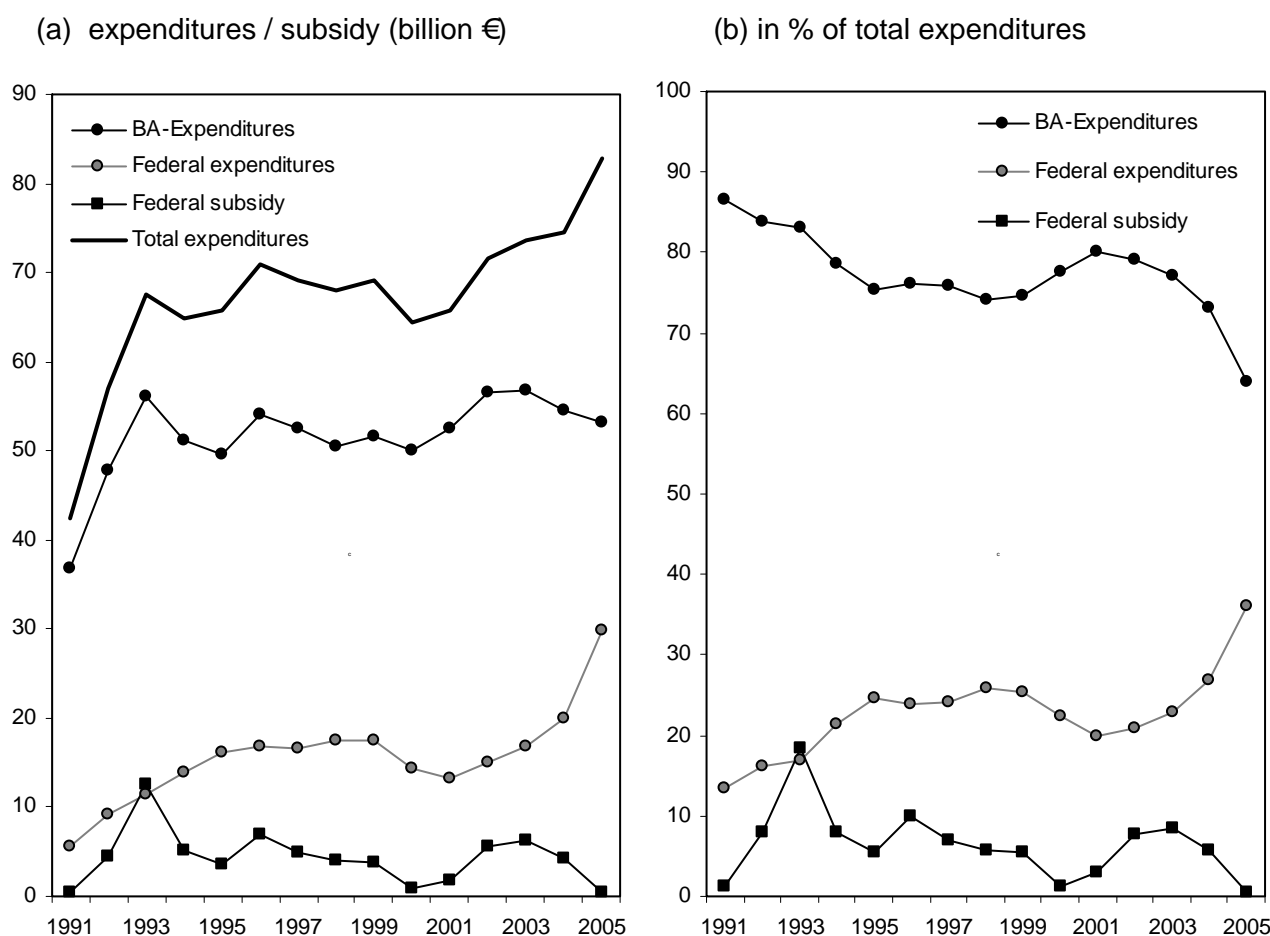 (a) expenditures / subsidy (billion €)
(b) in % of total expenditures
90
80
70
60
50
40
30
20
10
0
BA-Expenditures
Federal expenditures
Federal subsidy
Total expenditures
1991 1993 1995 1997 1999 2001 2003 2005
100
90
80
70
60
50
40
30
20
10
0
BA-Expenditures
Federal expenditures
Federal subsidy
1991 1993 1995 1997 1999 2001 2003 2005